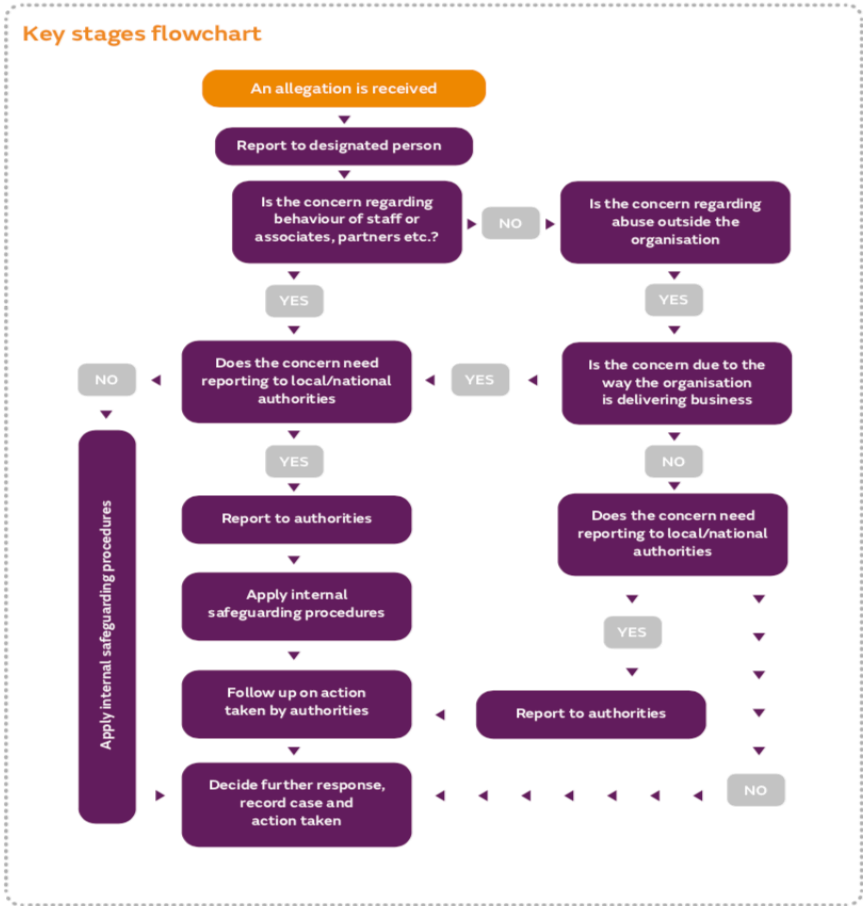 Key stages flowchart
An allegation is received
Report to designated person
Is the concern regarding
behaviour of staff or
associates, partners etc.?
NO
Is the concern regarding
abuse outside the
organisation
YES
YES
Does the concern need
reporting to local/national
authorities
NO
YES
Is the concern due to the
way the organisation
is delivering business
YES
NO
Report to authorities
Does the concern need
reporting to local/national
authorities
Apply internal safeguarding procedures
Apply internal
safeguarding procedures
YES
Follow up on action
taken by authorities
Report to authorities
Decide further response,
record case and
action taken
NO